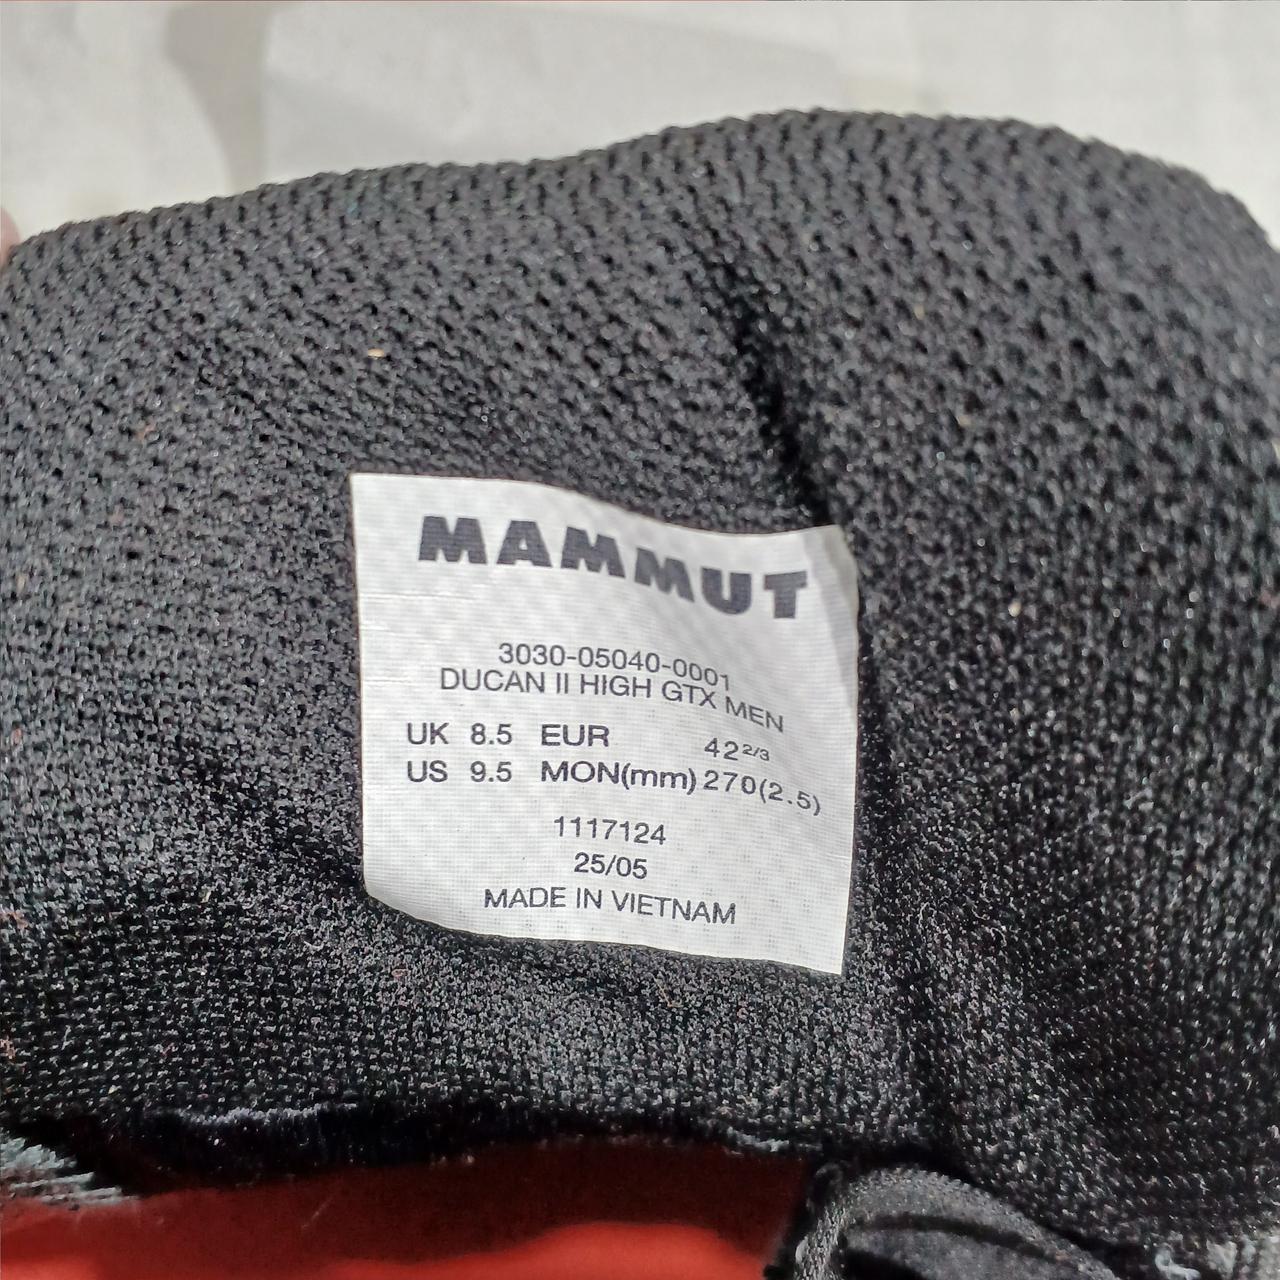 MAMMUT
3030-05040-0001
DUCAN II HIGH GTX MEN
UK 8.5 EUR 42 2/3
US 9.5 MON(mm) 270(2.5)
1117124
25/05
MADE IN VIETNAM